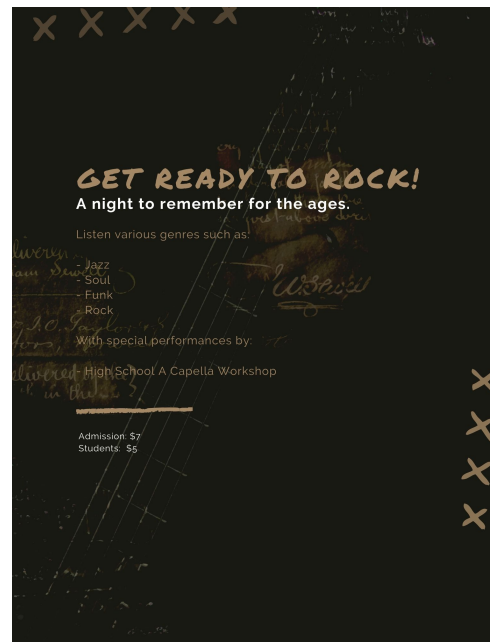 GET READY TO ROCK!
A night to remember for the ages.
Listen various genres such as:
- Jazz
- Soul
- Funk
- Rock
With special performances by:
- High School A Capella Workshop
Admission: $7
Students: $5